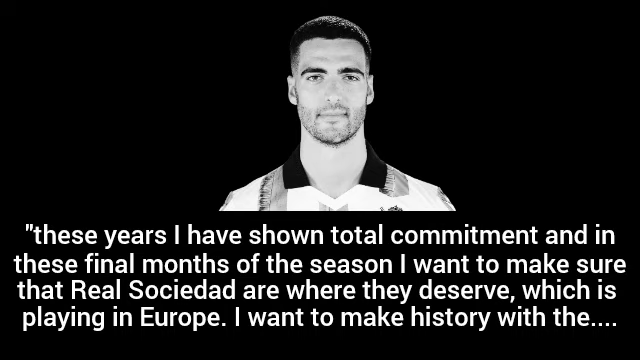 "these years I have shown total commitment and in
these final months of the season I want to make sure
that Real Sociedad are where they deserve, which is
playing in Europe. I want to make history with the....